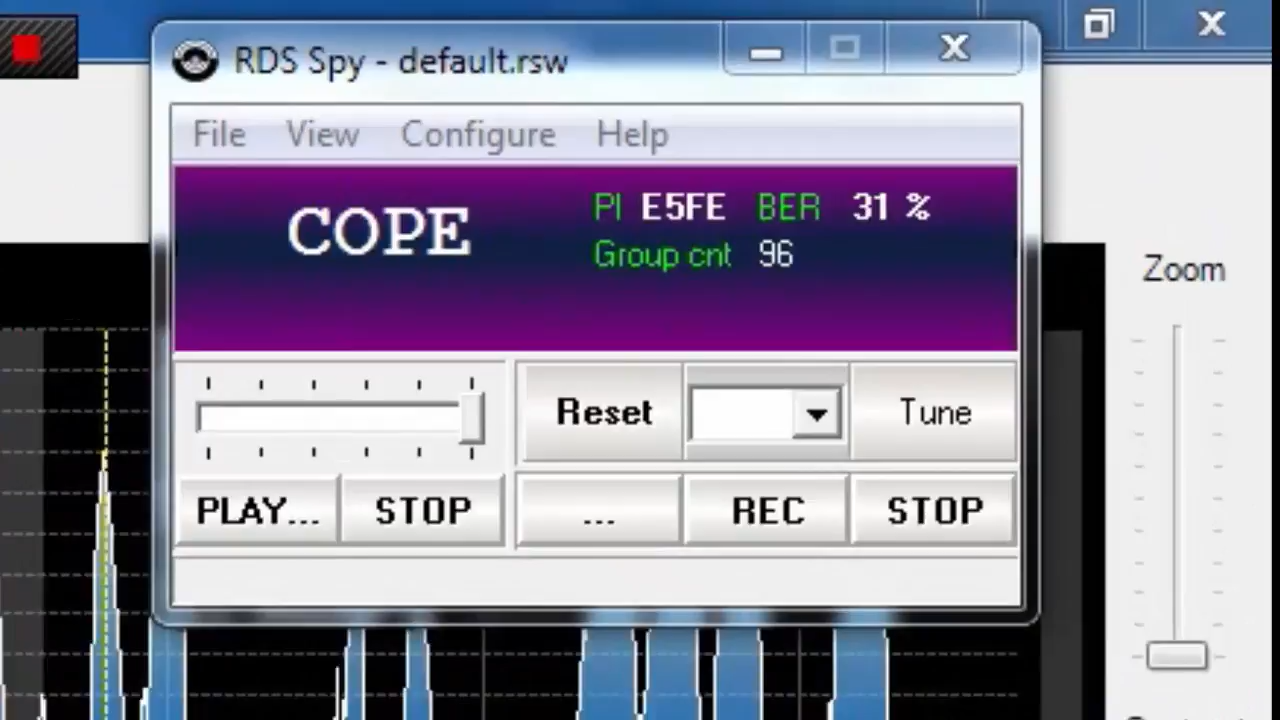 RDS Spy - default.rsw
File View Configure Help
COPE
PI E5FE BER 31 %
Group cnt 96
Zoom
Reset
Tune
PLAY...
STOP
...
REC
STOP